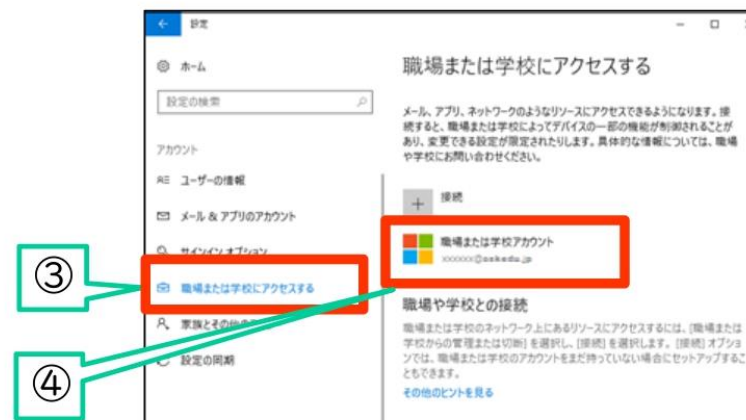 設定
ホーム
設定の検索
アカウント
ユーザーの情報
メール & アプリのアカウント
サインイン オプション
職場または学校にアクセスする
家族とその他の
設定の同期
③
④
職場または学校にアクセスする
メール、アプリ、ネットワークのようなリソースにアクセスできるようになります。接
続すると、職場または学校によってデバイスの一部の機能が制御されることが
あり、変更できる設定が限定されたりします。具体的な情報については、職場
や学校にお問い合わせください。
接続
職場または学校アカウント
xxxxxx@oskedu.jp
職場や学校との接続
職場または学校のネットワーク上にあるリソースにアクセスするには、[職場または
学校からの管理または切断] を選択し、[接続] を選択します。[接続] オプショ
ンでは、職場または学校のアカウントをまだ持っていない場合にセットアップするこ
ともできます。
その他のヒントを見る